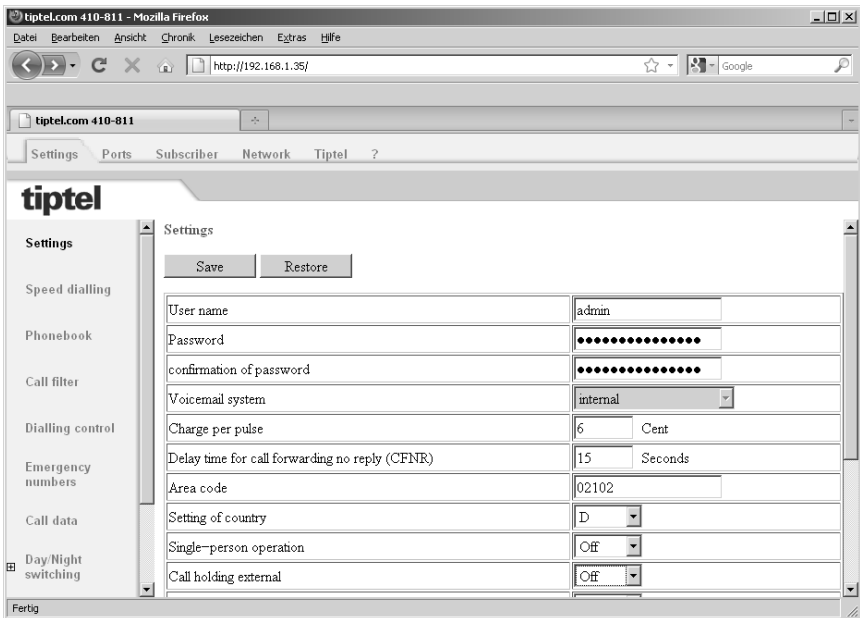 tiptel.com 410-811 - Mozilla Firefox
Datei Bearbeiten Ansicht Chronik Lesezeichen Extras Hilfe
http://192.168.1.35/
Google
tiptel.com 410-811
Settings Ports Subscriber Network Tiptel ?
tiptel
Settings
Speed dialling
Phonebook
Call filter
Dialling control
Emergency
numbers
Call data
Day/Night
switching
Settings
Save Restore
User name admin
Password ●●●●●●●●●●●●●●●
confirmation of password ●●●●●●●●●●●●●●●
Voicemail system internal
Charge per pulse 6 Cent
Delay time for call forwarding no reply (CFNR) 15 Seconds
Area code 02102
Setting of country D
Single-person operation Off
Call holding external Off
Fertig